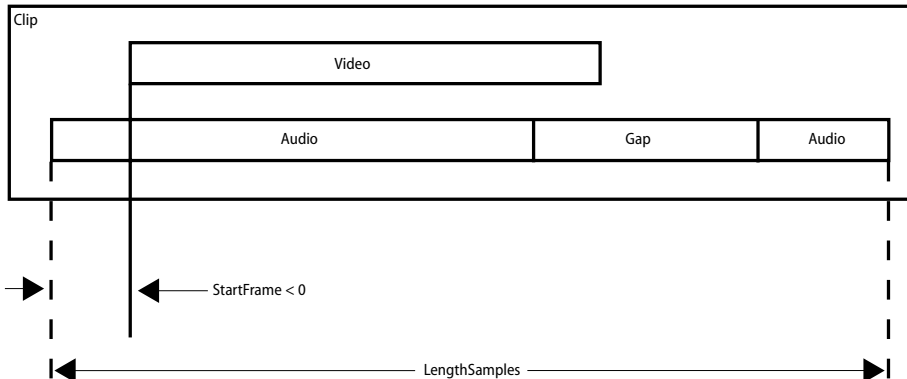 Clip
Video
Audio
Gap
Audio
StartFrame < 0
LengthSamples